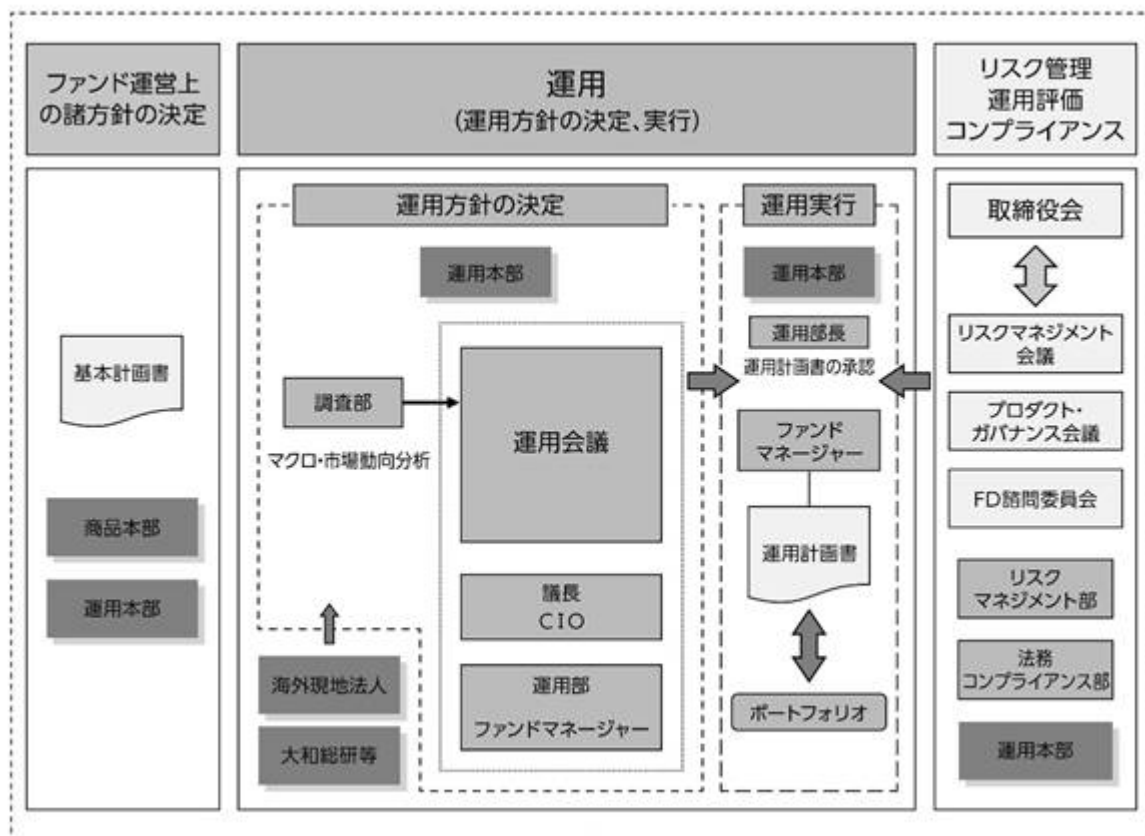 ファンド運営上
の諸方針の決定
運用
(運用方針の決定、実行)
リスク管理
運用評価
コンプライアンス
基本計画書
商品本部
運用本部
運用方針の決定
運用本部
調査部
マクロ・市場動向分析
運用会議
議長
CIO
運用部
ファンドマネージャー
海外現地法人
大和総研等
運用実行
運用本部
運用部長
運用計画書の承認
ファンド
マネージャー
運用計画書
ポートフォリオ
取締役会
リスクマネジメント
会議
プロダクト・
ガバナンス会議
FD諮問委員会
リスク
マネジメント部
法務
コンプライアンス部
運用本部